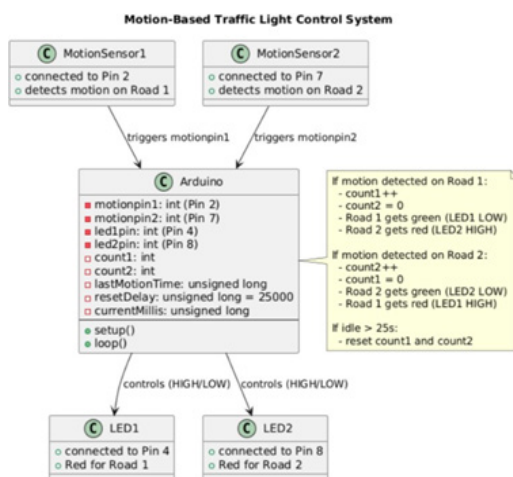 Motion-Based Traffic Light Control System
C MotionSensor1
connected to Pin 2
detects motion on Road 1
C MotionSensor2
connected to Pin 7
detects motion on Road 2
triggers motionpin1
triggers motionpin2
C Arduino
motionpin1: int (Pin 2)
motionpin2: int (Pin 7)
led1pin: int (Pin 4)
led2pin: int (Pin 8)
count1: int
count2: int
lastMotionTime: unsigned long
resetDelay: unsigned long = 25000
currentMillis: unsigned long
setup()
loop()
If motion detected on Road 1:
- count1++
- count2 = 0
- Road 1 gets green (LED1 LOW)
- Road 2 gets red (LED2 HIGH)
If motion detected on Road 2:
- count2++
- count1 = 0
- Road 2 gets green (LED2 LOW)
- Road 1 gets red (LED1 HIGH)
If idle > 25s:
- reset count1 and count2
controls (HIGH/LOW)
controls (HIGH/LOW)
C LED1
connected to Pin 4
Red for Road 1
C LED2
connected to Pin 8
Red for Road 2